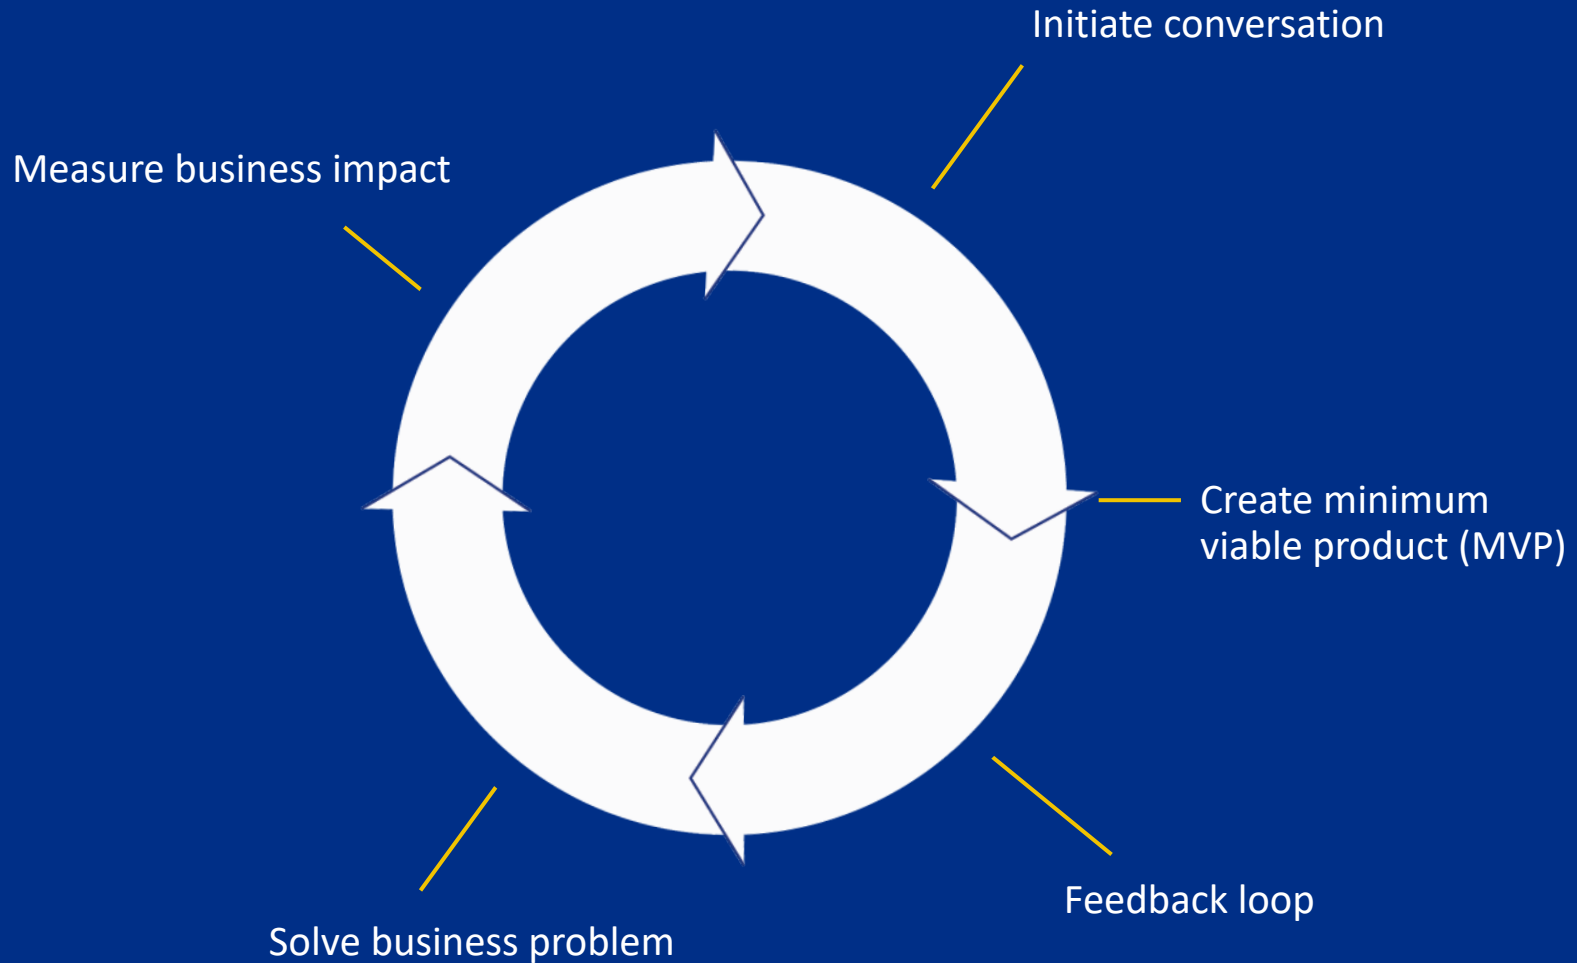 Initiate conversation
Measure business impact
Create minimum
viable product (MVP)
Feedback loop
Solve business problem